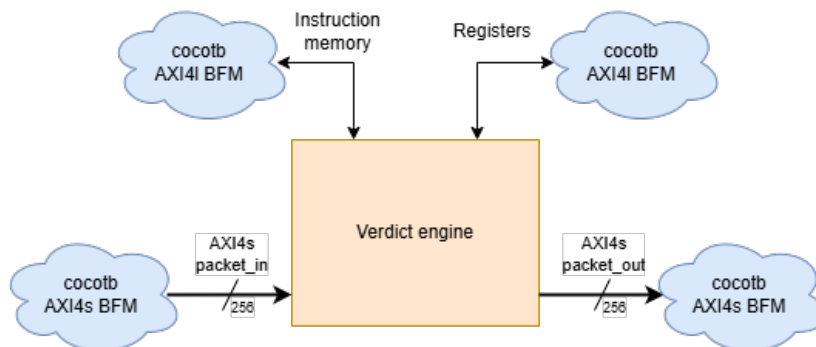 cocotb
AXI4l BFM
Instruction
memory
Registers
cocotb
AXI4l BFM
Verdict engine
cocotb
AXI4s BFM
AXI4s
packet_in
256
AXI4s
packet_out
256
cocotb
AXI4s BFM